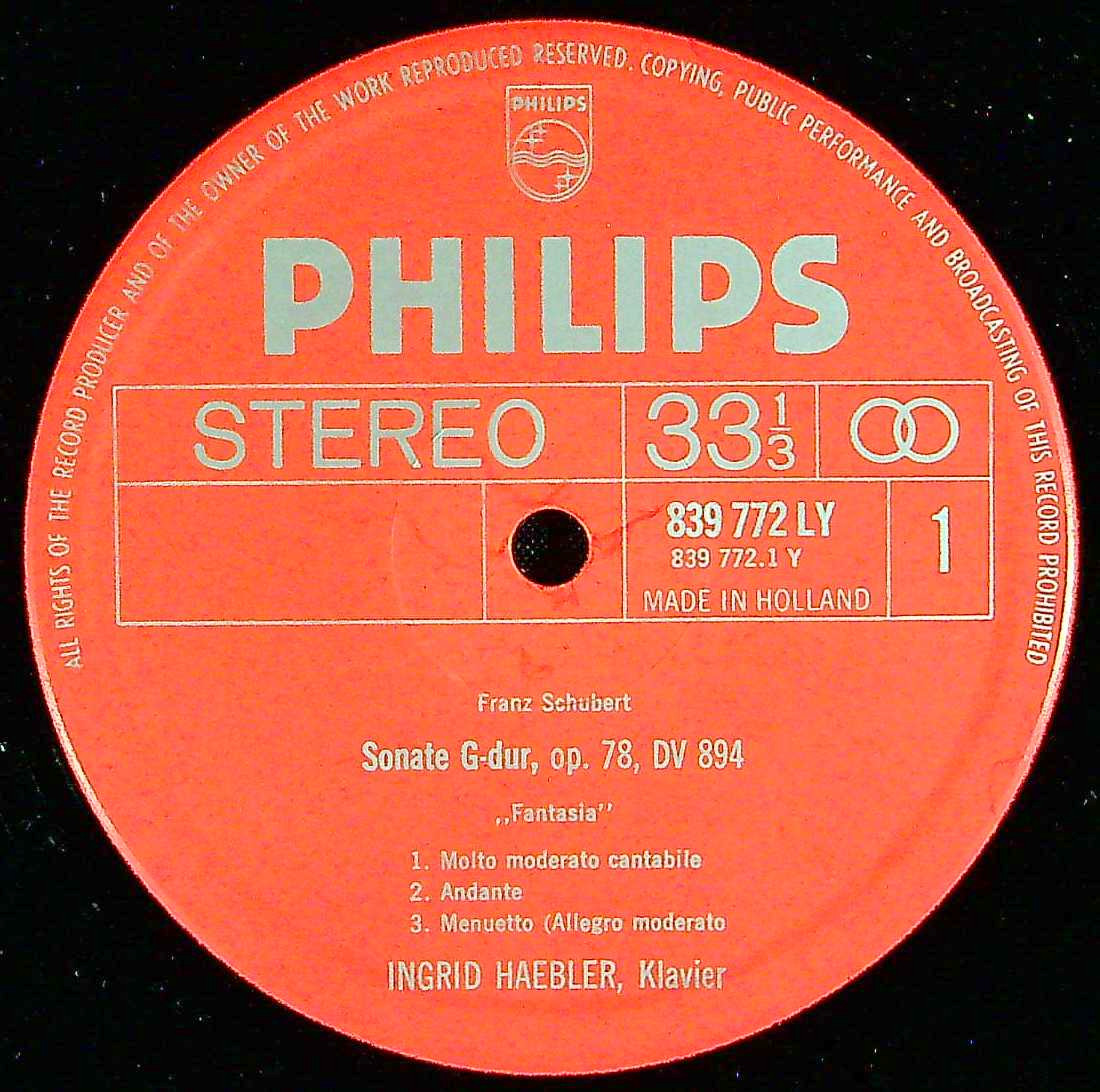 ALL RIGHTS OF THE RECORD PRODUCER AND OF THE OWNER OF THE WORK REPRODUCED RESERVED. COPYING, PUBLIC PERFORMANCE AND BROADCASTING OF THIS RECORD PROHIBITED
PHILIPS
PHILIPS
STEREO 33 1/3
839 772 LY 1
839 772.1 Y
MADE IN HOLLAND
Franz Schubert
Sonate G-dur, op. 78, DV 894
„Fantasia”
1. Molto moderato cantabile
2. Andante
3. Menuetto (Allegro moderato
INGRID HAEBLER, Klavier